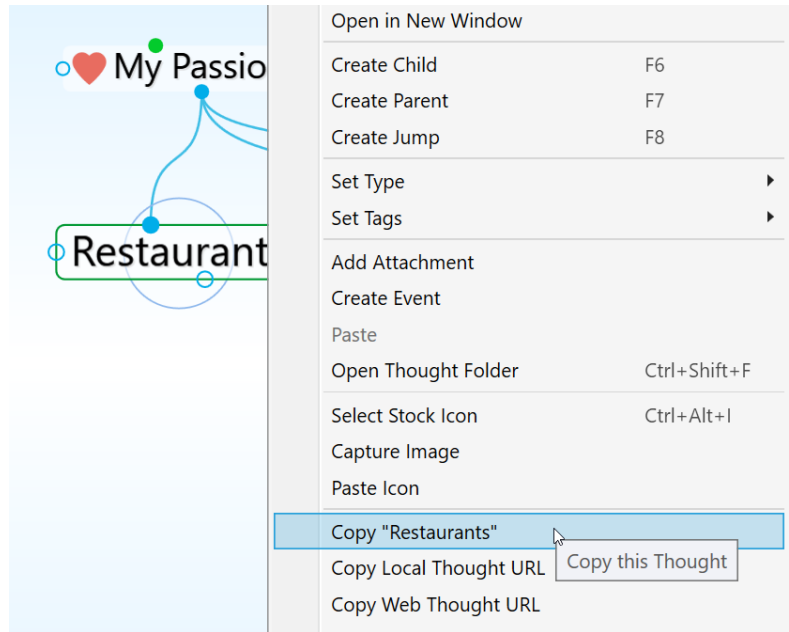 My Passio
Restaurant
Open in New Window
Create Child F6
Create Parent F7
Create Jump F8
Set Type
Set Tags
Add Attachment
Create Event
Paste
Open Thought Folder Ctrl+Shift+F
Select Stock Icon Ctrl+Alt+I
Capture Image
Paste Icon
Copy "Restaurants"
Copy this Thought
Copy Local Thought URL
Copy Web Thought URL